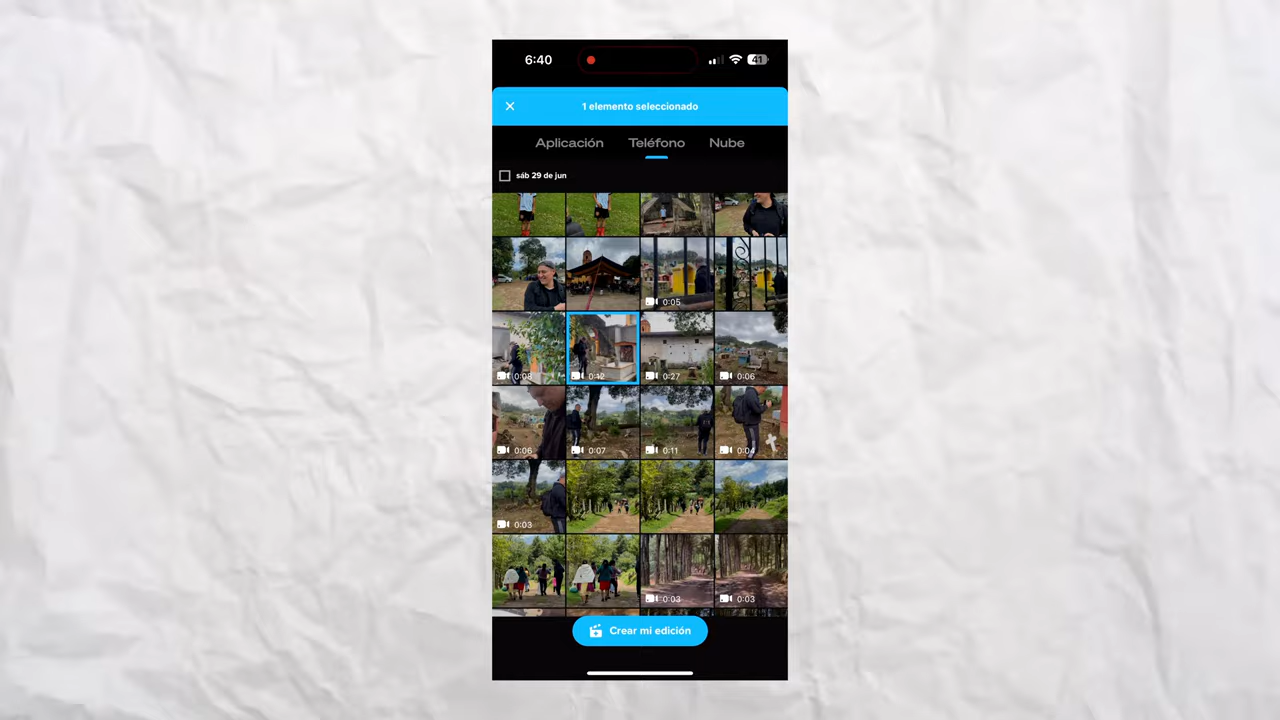 6:40
41
1 elemento seleccionado
Aplicación Teléfono Nube
sáb 29 de jun
0:05
0:08 0:12 0:27 0:06
0:06 0:07 0:11 0:04
0:03
0:03 0:03
Crear mi edición